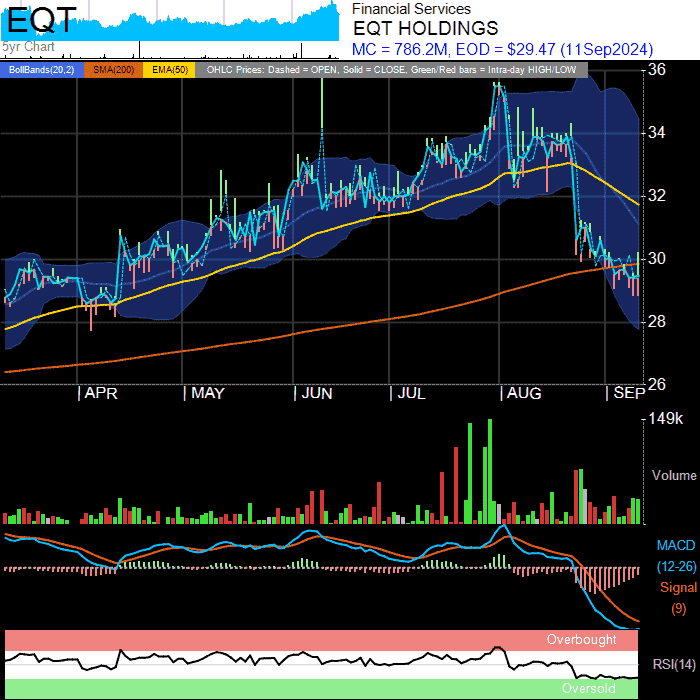 EQT
5yr Chart
Financial Services
EQT HOLDINGS
MC = 786.2M, EOD = $29.47 (11Sep2024)
BollBands(20,2) SMA(200) EMA(50) OHLC Prices: Dashed = OPEN, Solid = CLOSE, Green/Red bars = Intra-day HIGH/LOW
36
34
32
30
28
26
APR MAY JUN JUL AUG SEP
149k
Volume
MACD
(12-26)
Signal
(9)
Overbought
RSI(14)
Oversold